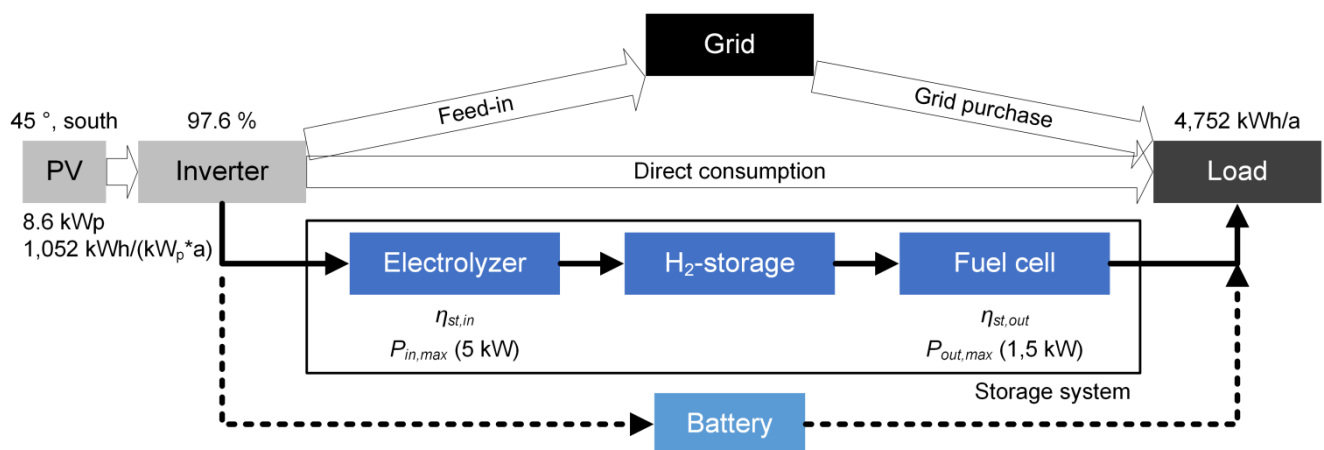 Grid
Feed-in
Grid purchase
45 °, south
97.6 %
4,752 kWh/a
PV
Inverter
Direct consumption
Load
8.6 kWp
1,052 kWh/(kWₚ*a)
Electrolyzer
H₂-storage
Fuel cell
ηst,in
ηst,out
Pin,max (5 kW)
Pout,max (1,5 kW)
Storage system
Battery